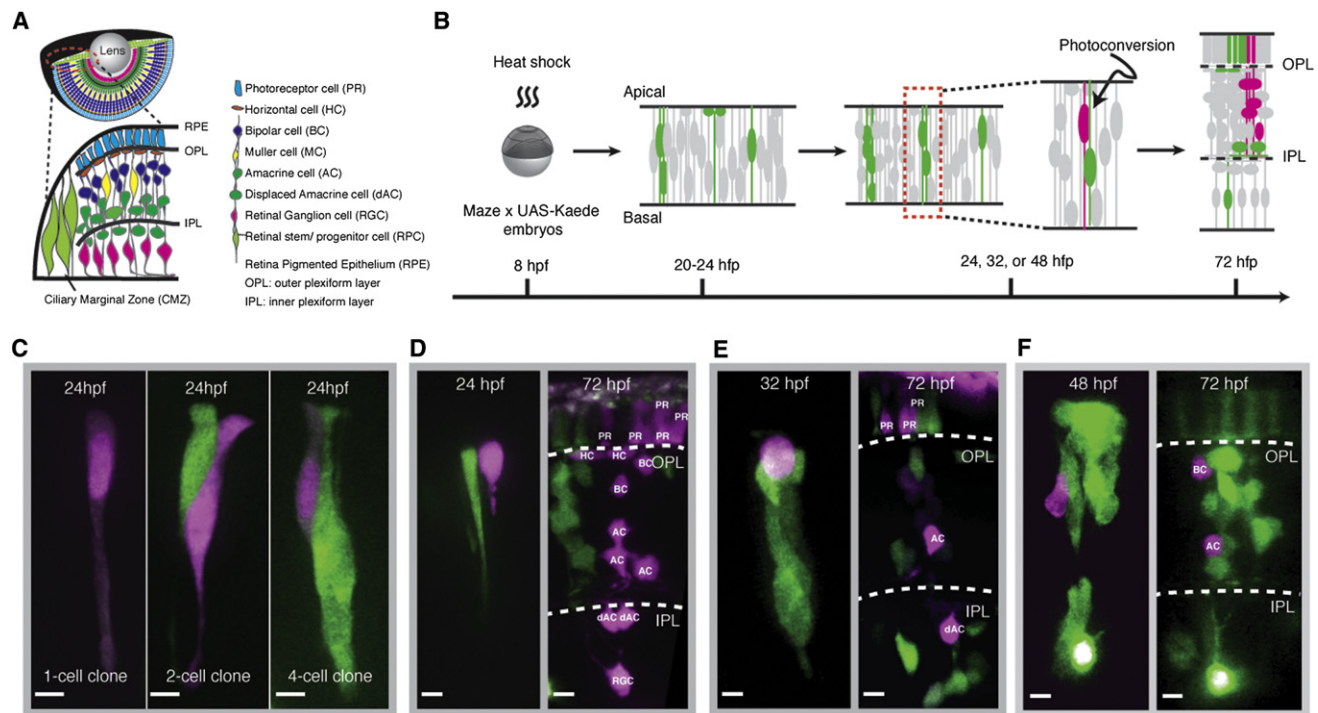 A
Lens
RPE
OPL
IPL
Ciliary Marginal Zone (CMZ)
Photoreceptor cell (PR)
Horizontal cell (HC)
Bipolar cell (BC)
Muller cell (MC)
Amacrine cell (AC)
Displaced Amacrine cell (dAC)
Retinal Ganglion cell (RGC)
Retinal stem/ progenitor cell (RPC)
Retina Pigmented Epithelium (RPE)
OPL: outer plexiform layer
IPL: inner plexiform layer
B
Heat shock
Maze x UAS-Kaede
embryos
Apical
Basal
Photoconversion
OPL
IPL
8 hpf
20-24 hfp
24, 32, or 48 hfp
72 hfp
C
24hpf
1-cell clone
24hpf
2-cell clone
24hpf
4-cell clone
D
24 hpf
72 hpf
PR
PR
PR
PR
PR
HC
HC
BC
OPL
BC
AC
AC
AC
dAC
dAC
IPL
RGC
E
32 hpf
72 hpf
PR
PR
PR
OPL
AC
IPL
dAC
F
48 hpf
72 hpf
OPL
BC
AC
IPL